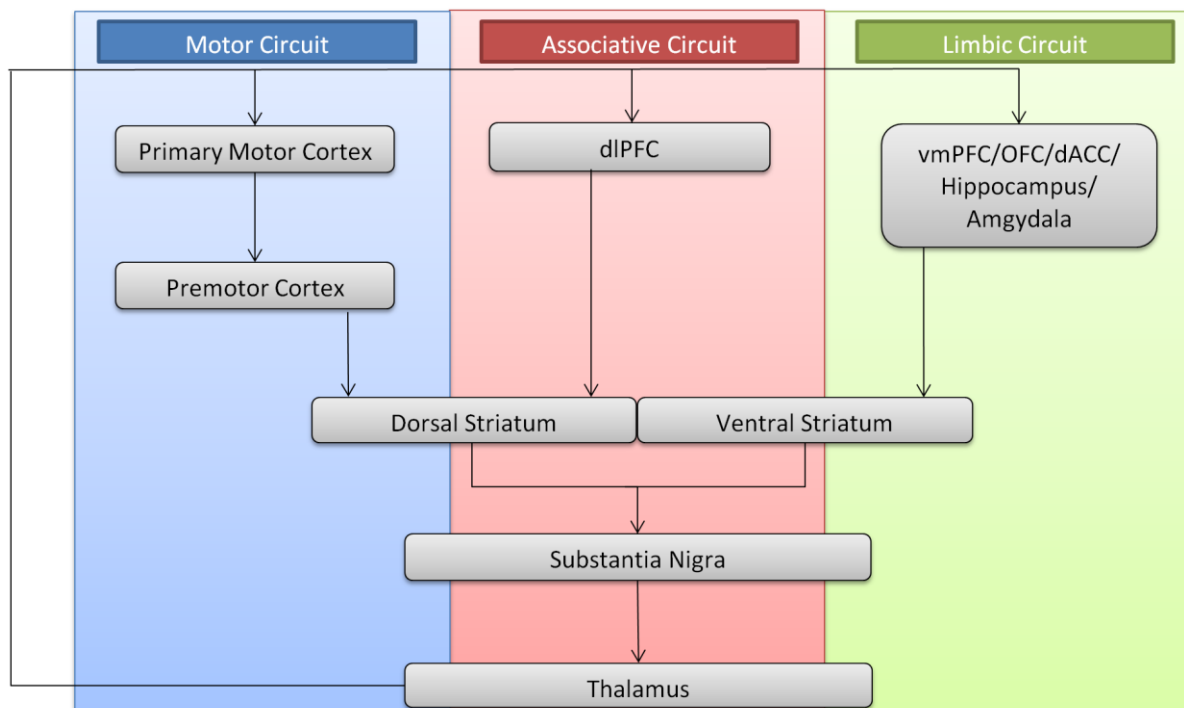 Motor Circuit
Associative Circuit
Limbic Circuit
Primary Motor Cortex
dlPFC
vmPFC/OFC/dACC/
Hippocampus/
Amgydala
Premotor Cortex
Dorsal Striatum
Ventral Striatum
Substantia Nigra
Thalamus